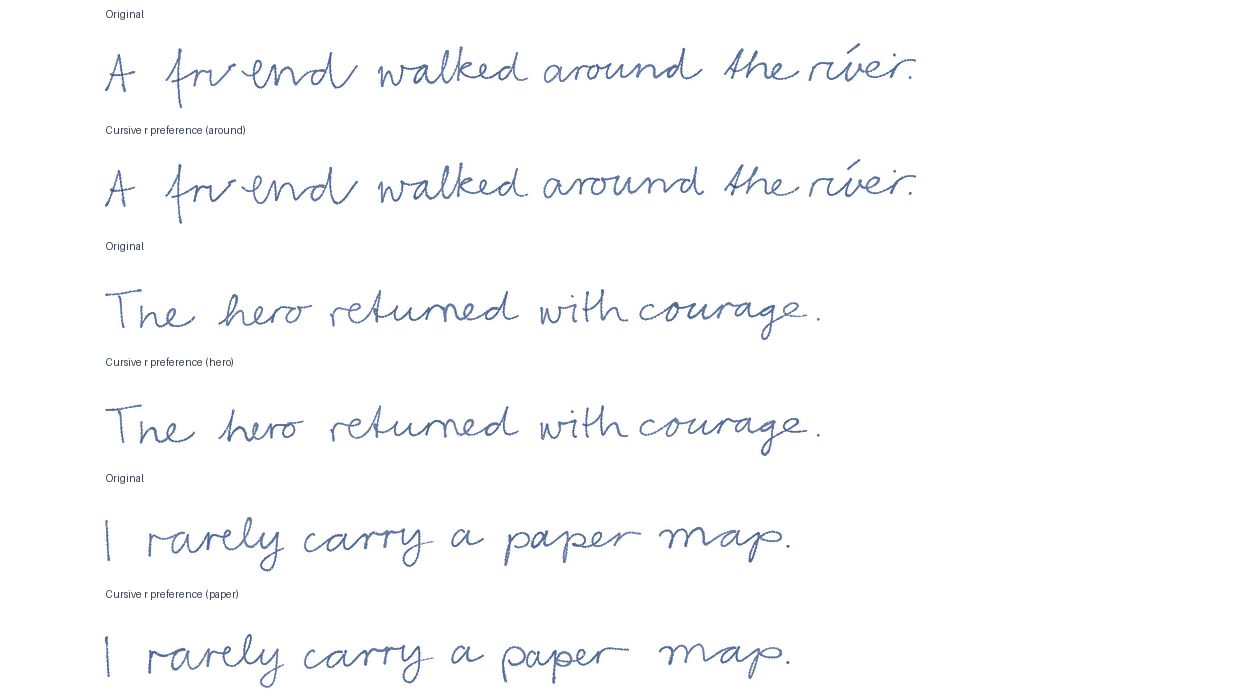 Original
A friend walked around the river.
Cursive r preference (around)
A friend walked around the river.
Original
The hero returned with courage.
Cursive r preference (hero)
The hero returned with courage.
Original
I rarely carry a paper map.
Cursive r preference (paper)
I rarely carry a paper map.